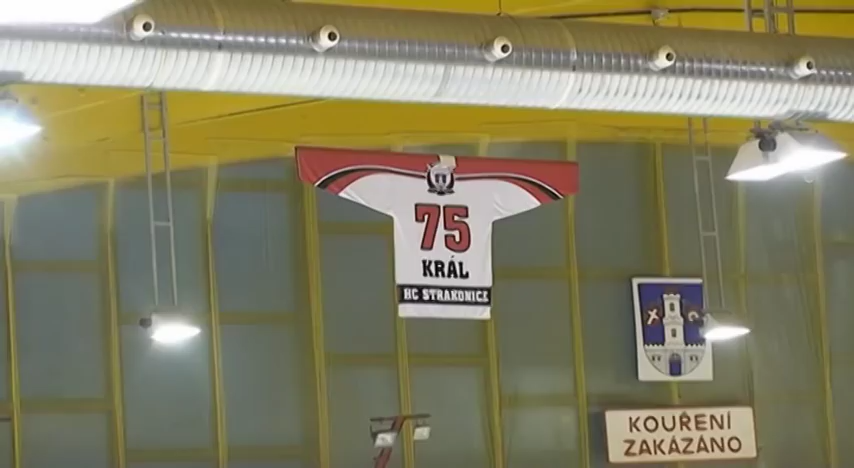 75
KRÁL
HC STRAKONICE
KOUŘENÍ
ZAKÁZÁNO